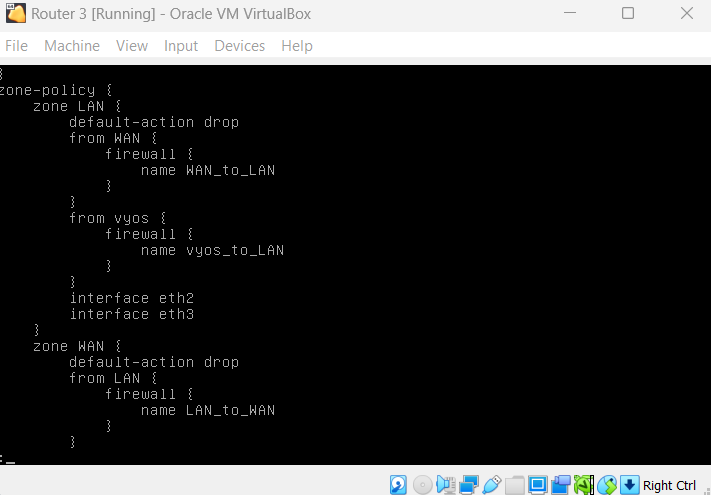 Router 3 [Running] - Oracle VM VirtualBox
File Machine View Input Devices Help
}
zone-policy {
    zone LAN {
        default-action drop
        from WAN {
            firewall {
                name WAN_to_LAN
            }
        }
        from vyos {
            firewall {
                name vyos_to_LAN
            }
        }
        interface eth2
        interface eth3
    }
    zone WAN {
        default-action drop
        from LAN {
            firewall {
                name LAN_to_WAN
            }
        }
:_
Right Ctrl